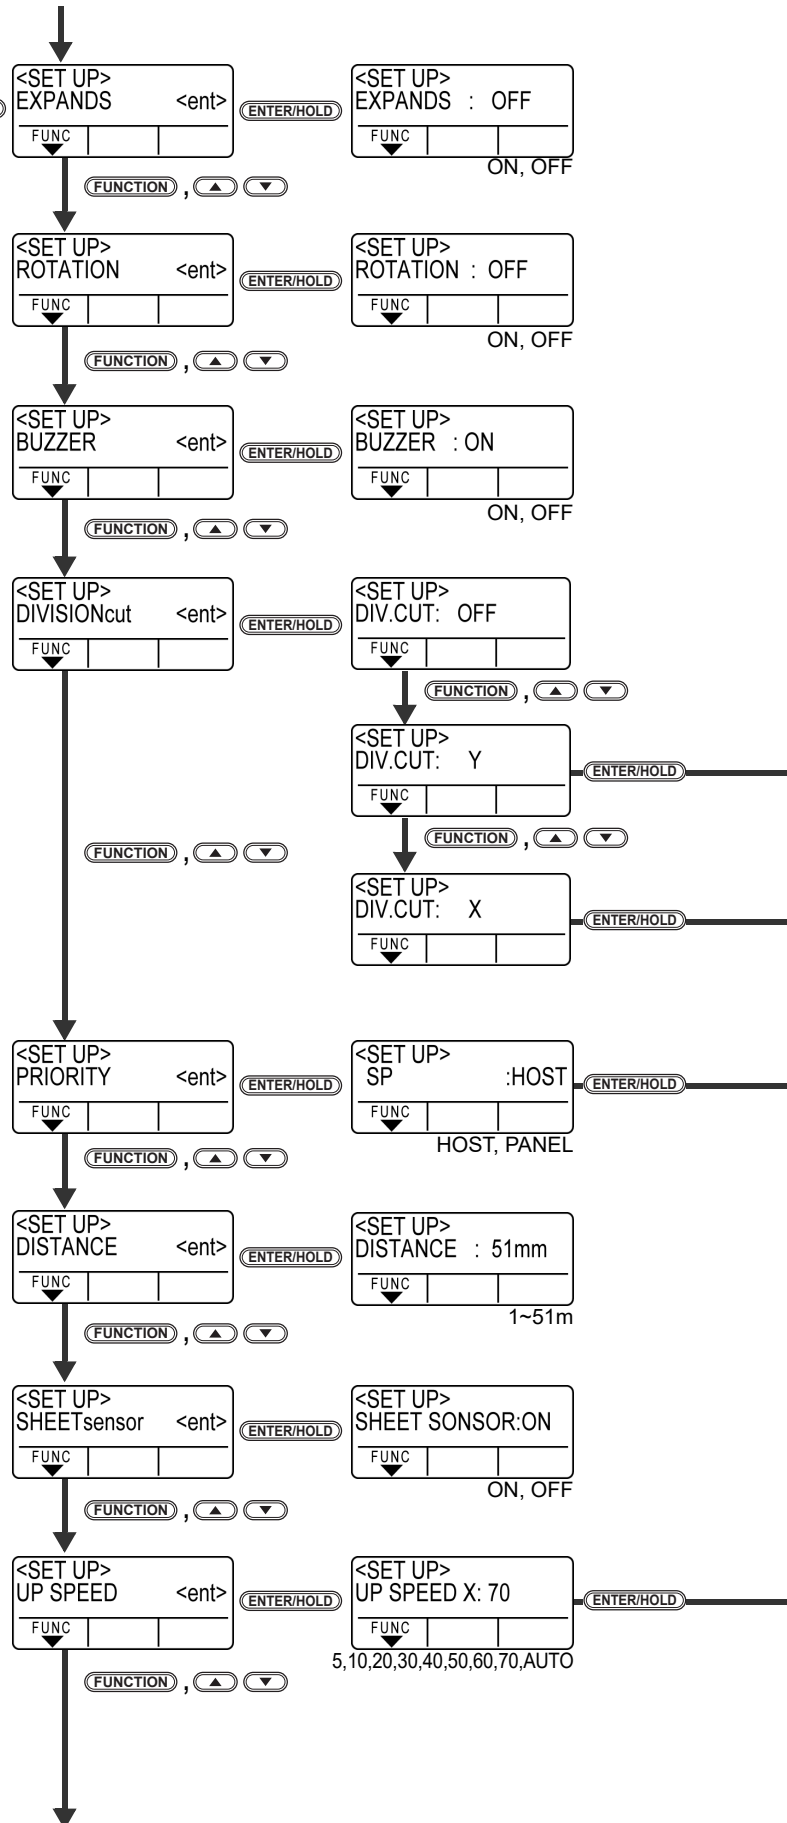 <SET UP>
EXPANDS <ent>
FUNC
ENTER/HOLD
<SET UP>
EXPANDS : OFF
FUNC
ON, OFF
FUNCTION ,
<SET UP>
ROTATION <ent>
FUNC
ENTER/HOLD
<SET UP>
ROTATION : OFF
FUNC
ON, OFF
FUNCTION ,
<SET UP>
BUZZER <ent>
FUNC
ENTER/HOLD
<SET UP>
BUZZER : ON
FUNC
ON, OFF
FUNCTION ,
<SET UP>
DIVISIONcut <ent>
FUNC
ENTER/HOLD
<SET UP>
DIV.CUT: OFF
FUNC
FUNCTION ,
<SET UP>
DIV.CUT: Y
FUNC
ENTER/HOLD
FUNCTION ,
FUNCTION ,
<SET UP>
DIV.CUT: X
FUNC
ENTER/HOLD
<SET UP>
PRIORITY <ent>
FUNC
ENTER/HOLD
<SET UP>
SP :HOST
FUNC
ENTER/HOLD
HOST, PANEL
FUNCTION ,
<SET UP>
DISTANCE <ent>
FUNC
ENTER/HOLD
<SET UP>
DISTANCE : 51mm
FUNC
1~51m
FUNCTION ,
<SET UP>
SHEETsensor <ent>
FUNC
ENTER/HOLD
<SET UP>
SHEET SONSOR:ON
FUNC
ON, OFF
FUNCTION ,
<SET UP>
UP SPEED <ent>
FUNC
ENTER/HOLD
<SET UP>
UP SPEED X: 70
FUNC
ENTER/HOLD
5,10,20,30,40,50,60,70,AUTO
FUNCTION ,